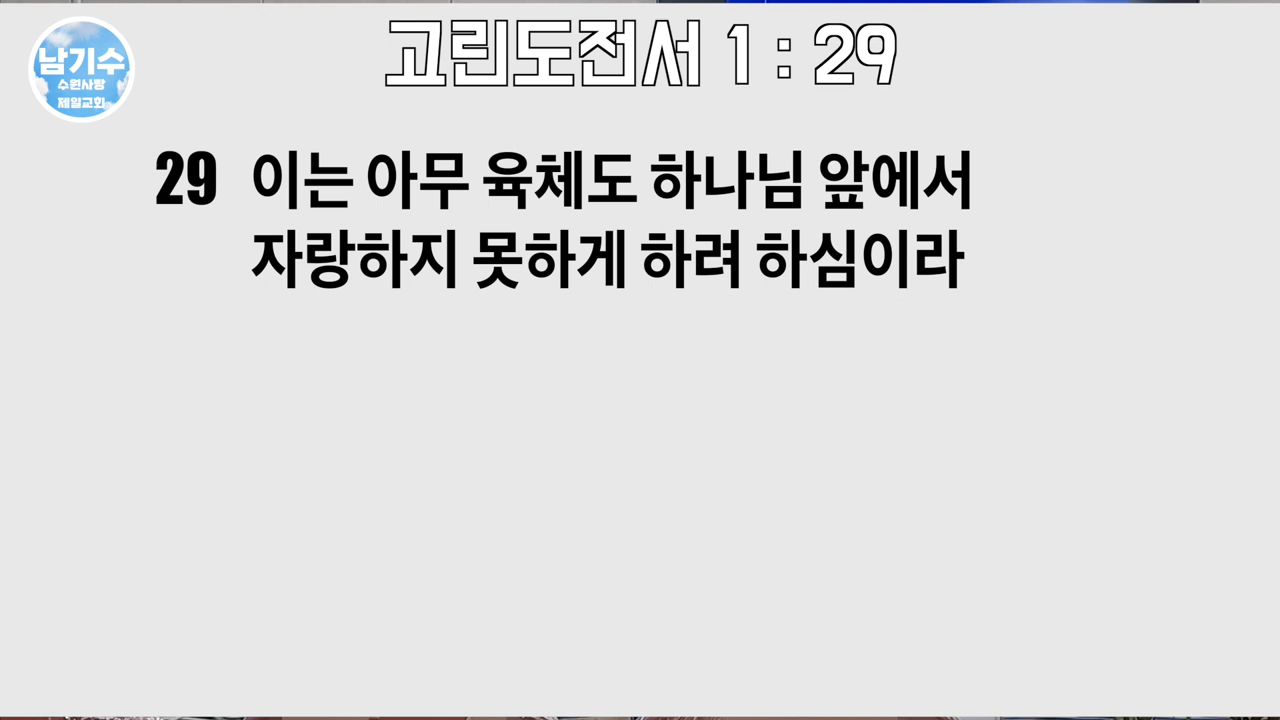 남기수
수원사랑
제일교회
고린도전서 1 : 29
29 이는 아무 육체도 하나님 앞에서
자랑하지 못하게 하려 하심이라